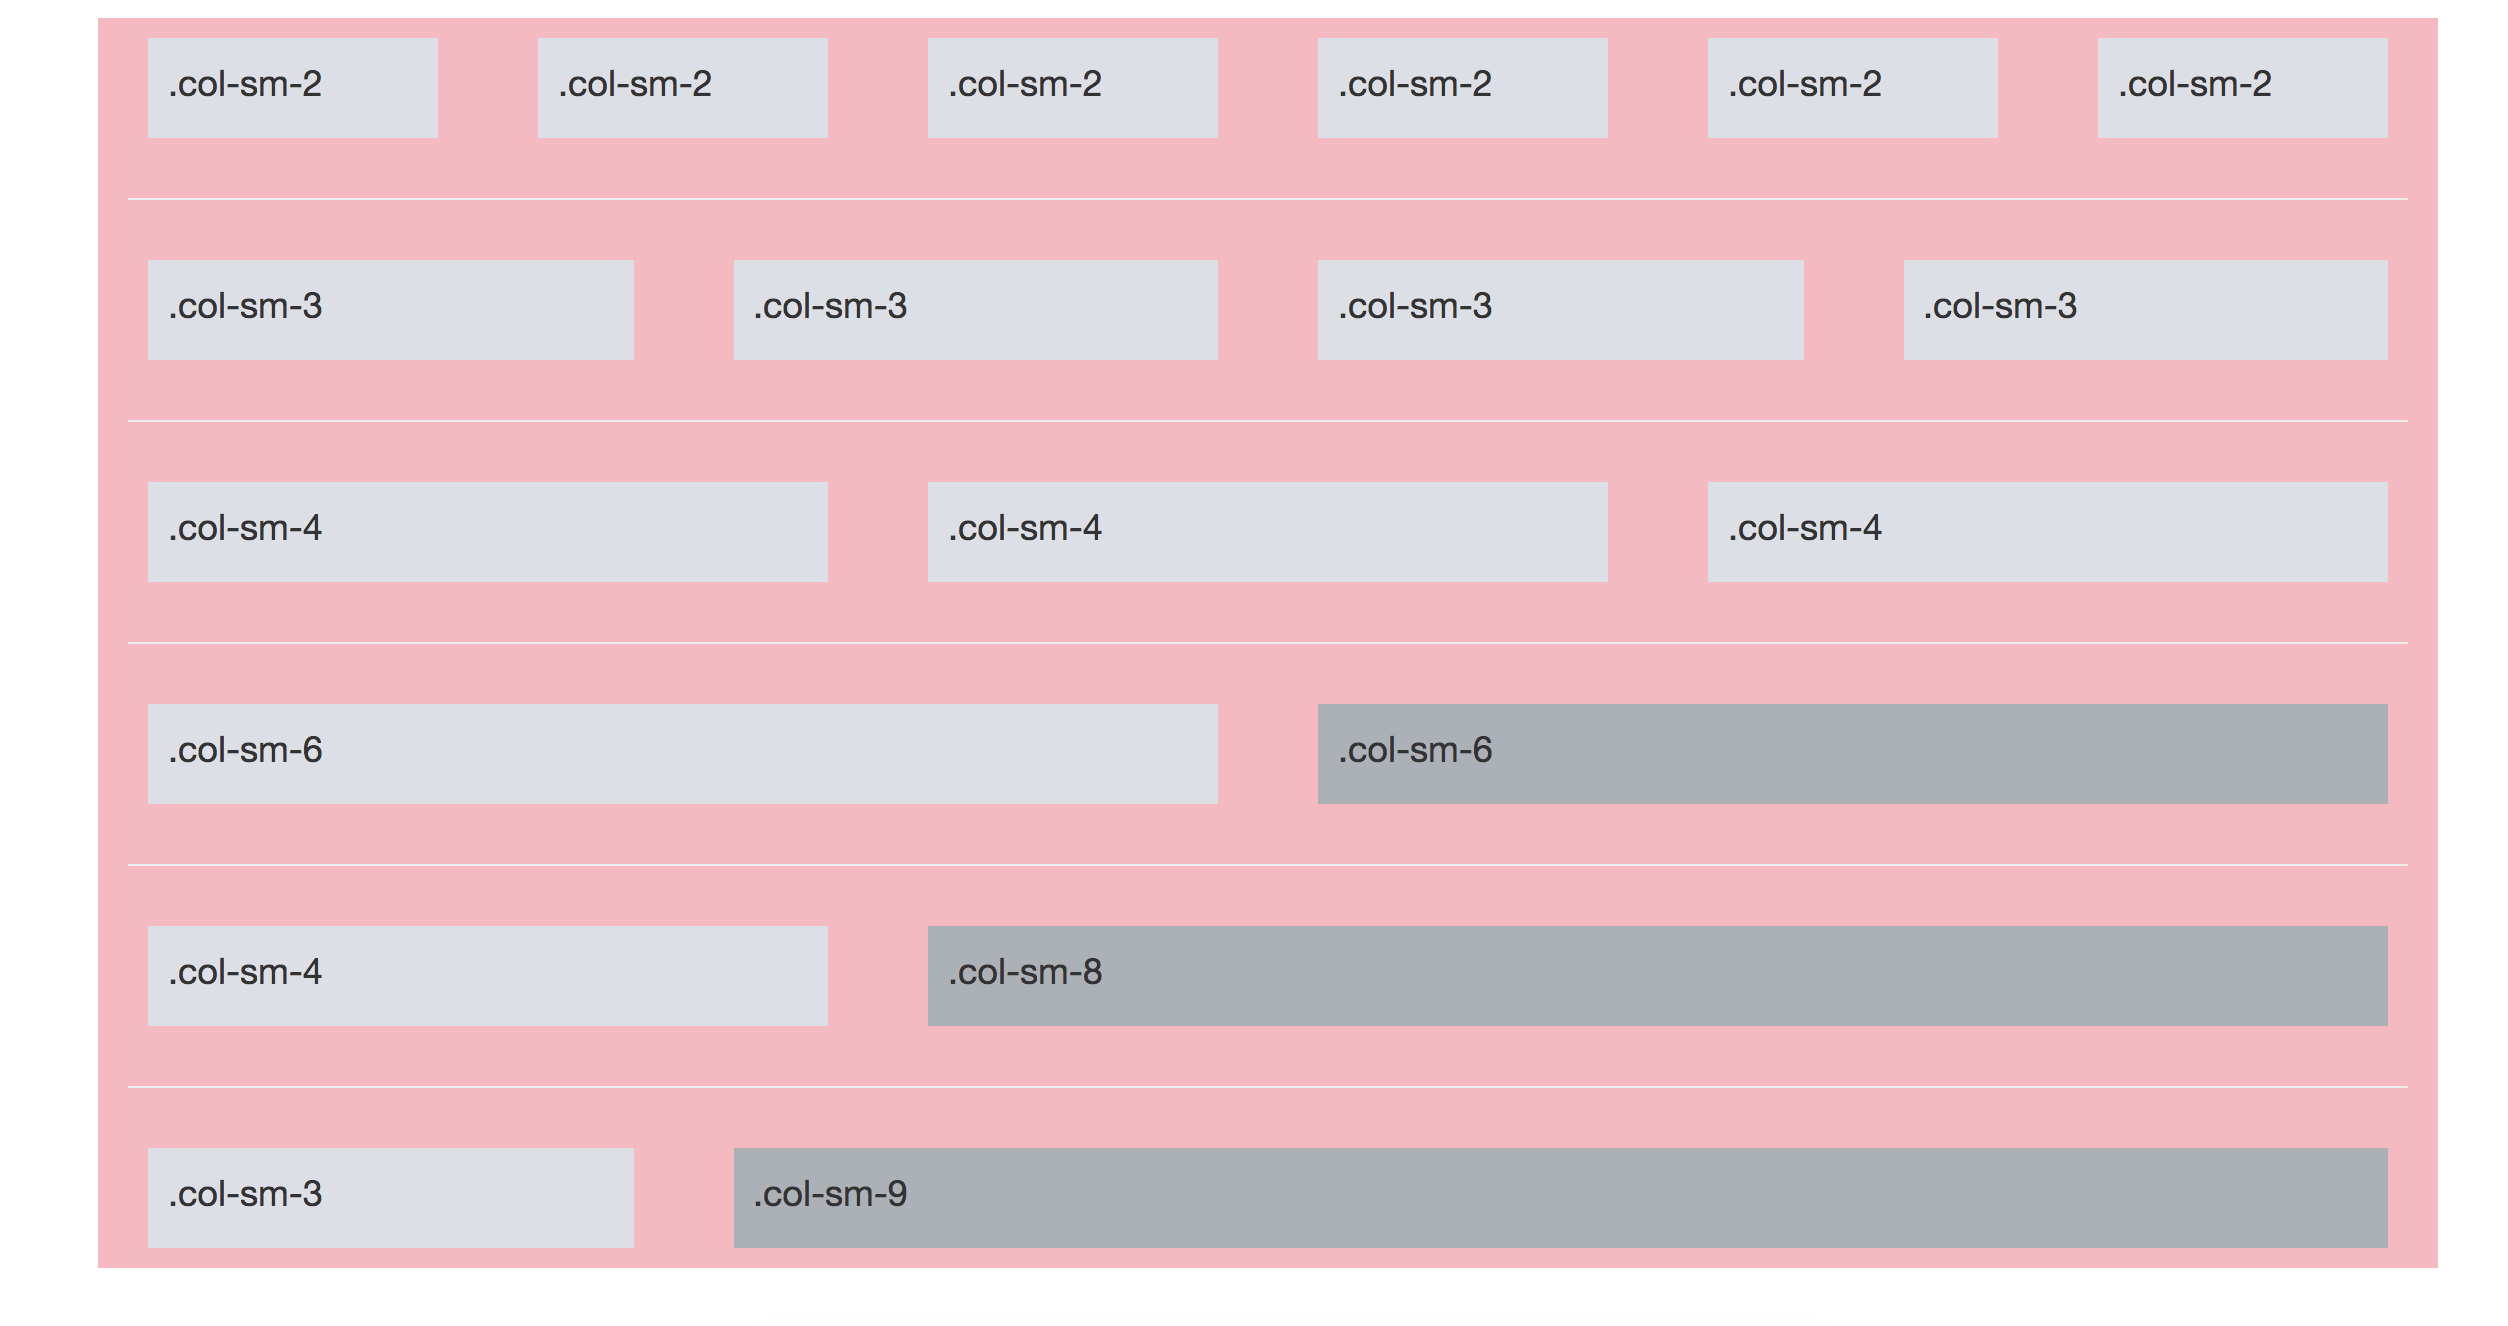 .col-sm-2 .col-sm-2 .col-sm-2 .col-sm-2 .col-sm-2 .col-sm-2
.col-sm-3 .col-sm-3 .col-sm-3 .col-sm-3
.col-sm-4 .col-sm-4 .col-sm-4
.col-sm-6 .col-sm-6
.col-sm-4 .col-sm-8
.col-sm-3 .col-sm-9